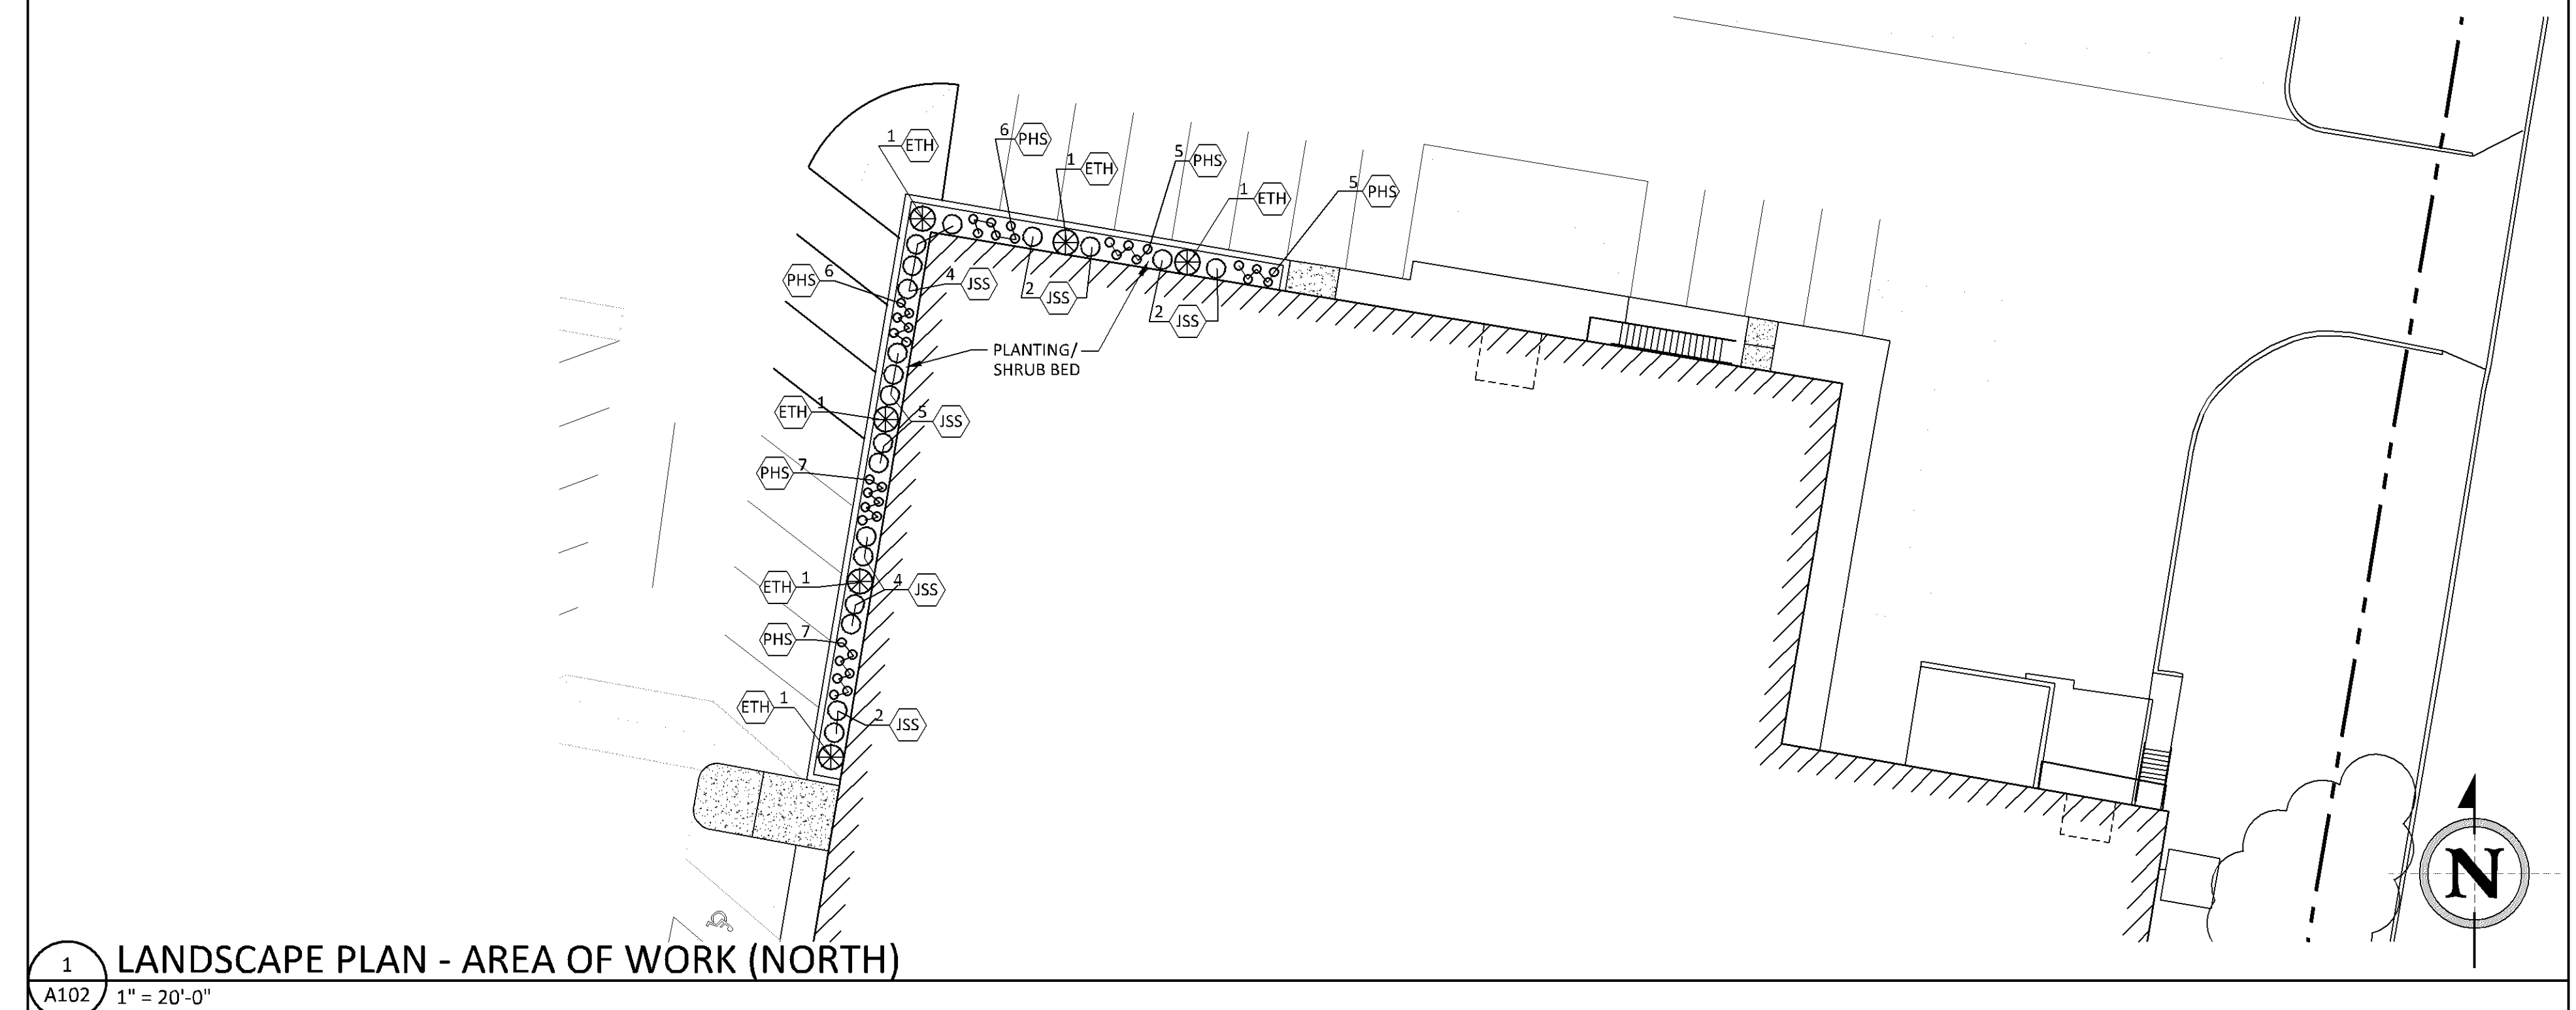 1 ETH
6 PHS
1 ETH
5 PHS
1 ETH
5 PHS
PHS 6
4 JSS
2 JSS
2 JSS
PLANTING/
SHRUB BED
ETH 1
5 JSS
PHS 7
ETH 1
4 JSS
PHS 7
ETH 1
2 JSS
N
1
A102
LANDSCAPE PLAN - AREA OF WORK (NORTH)
1" = 20'-0"